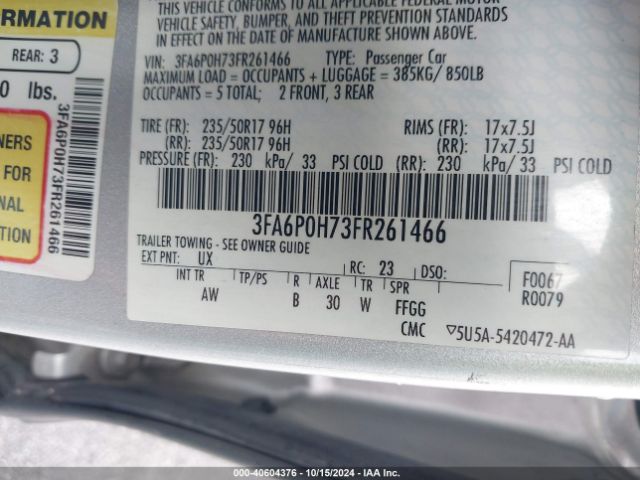 THIS VEHICLE CONFORMS TO ALL APPLICABLE FEDERAL MOTOR
VEHICLE SAFETY, BUMPER, AND THEFT PREVENTION STANDARDS
IN EFFECT ON THE DATE OF MANUFACTURE SHOWN ABOVE.
VIN: 3FA6P0H73FR261466 TYPE: Passenger Car
MAXIMUM LOAD = OCCUPANTS + LUGGAGE = 385KG/ 850LB
OCCUPANTS = 5 TOTAL; 2 FRONT, 3 REAR
TIRE (FR): 235/50R17 96H RIMS (FR): 17x7.5J
(RR): 235/50R17 96H (RR): 17x7.5J
PRESSURE (FR): 230 kPa/ 33 PSI COLD (RR): 230 kPa/ 33 PSI COLD
3FA6P0H73FR261466
TRAILER TOWING - SEE OWNER GUIDE
EXT PNT: UX RC: 23 DSO: F0067
R0079
INT TR TP/PS R AXLE TR SPR
AW B 30 W FFGG
CMC ▽5U5A-5420472-AA
FORMATION
REAR: 3
0 lbs.
NERS
FOR
NAL
TION
3FA6P0H73FR261466
000-40604376 - 10/15/2024 - IAA Inc.